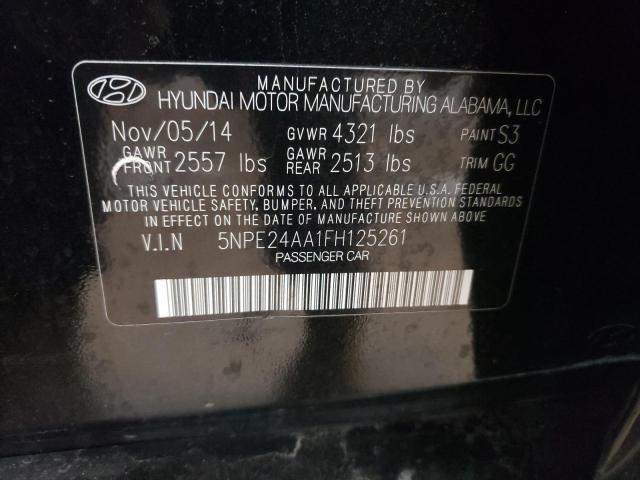 MANUFACTURED BY
HYUNDAI MOTOR MANUFACTURING ALABAMA, LLC
Nov/05/14 GVWR 4321 lbs PAINT S3
GAWR FRONT 2557 lbs GAWR REAR 2513 lbs TRIM GG
THIS VEHICLE CONFORMS TO ALL APPLICABLE U.S.A. FEDERAL
MOTOR VEHICLE SAFETY, BUMPER, AND THEFT PREVENTION STANDARDS
IN EFFECT ON THE DATE OF MANUFACTURE SHOWN ABOVE.
V.I.N 5NPE24AA1FH125261
PASSENGER CAR